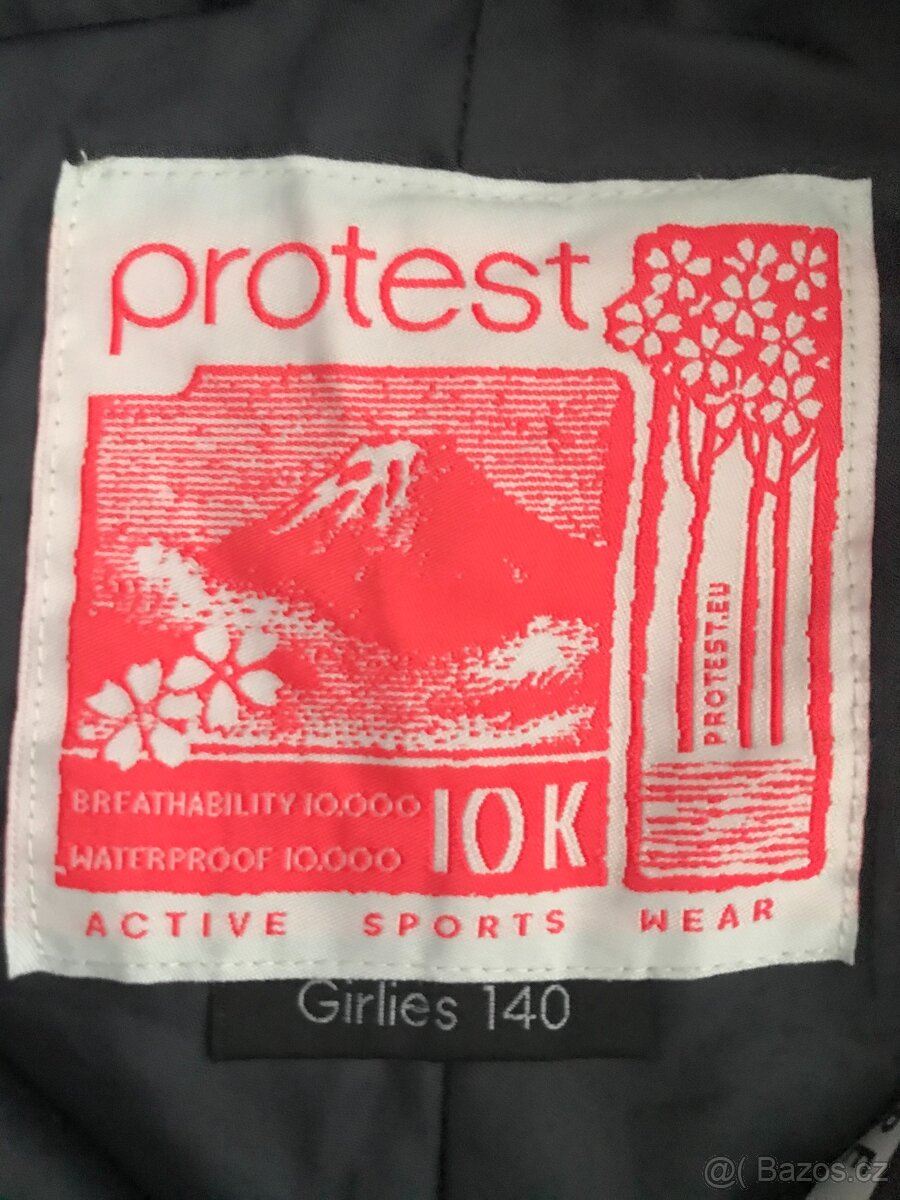 protest
PROTEST.EU
BREATHABILITY 10.000
WATERPROOF 10.000
10K
ACTIVE SPORTS WEAR
Girlies 140
@( Bazos.cz